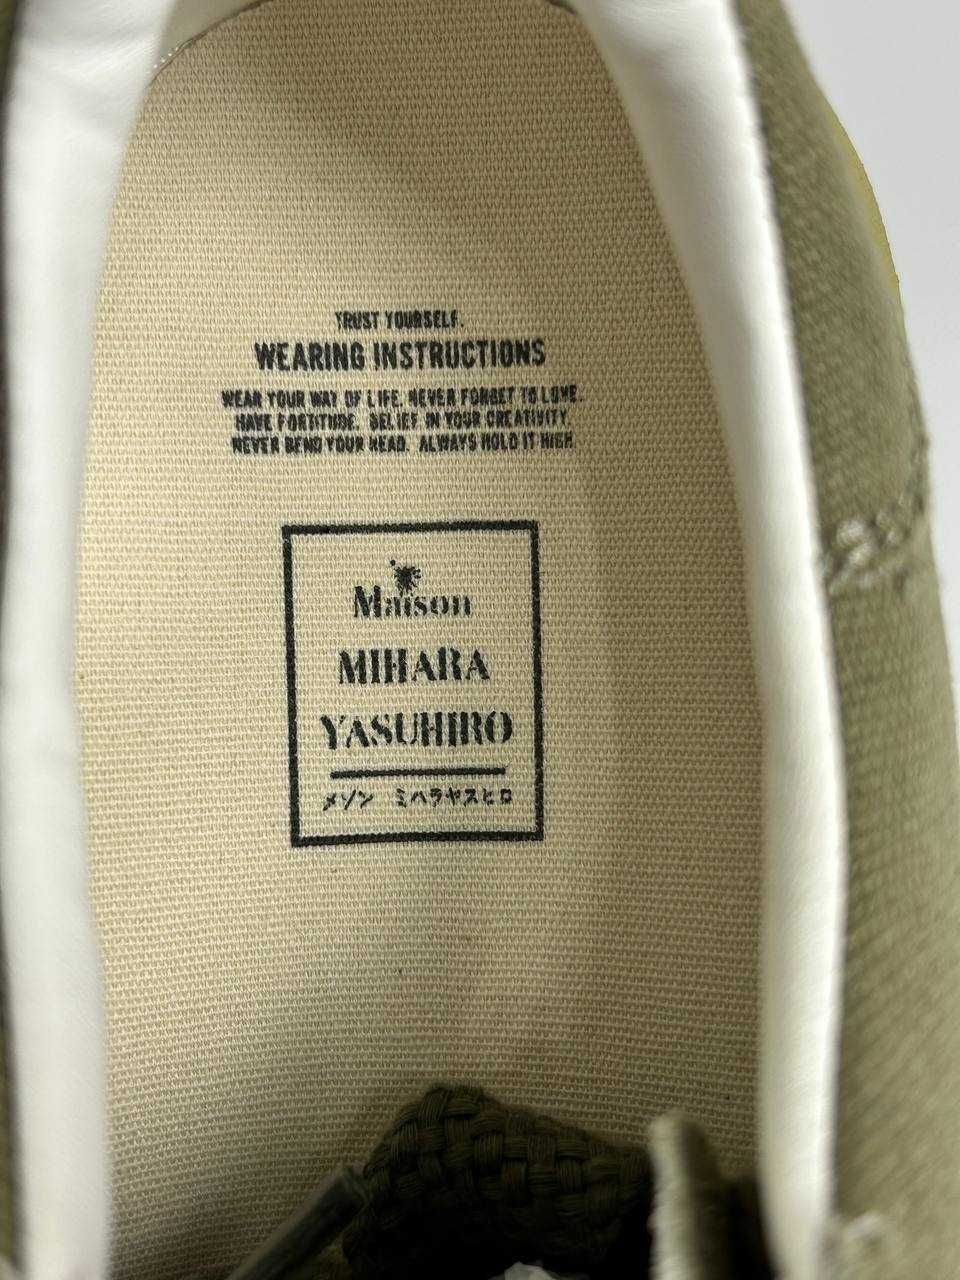 TRUST YOURSELF.
WEARING INSTRUCTIONS
WEAR YOUR WAY OF LIFE. NEVER FORGET TO LOVE.
HAVE FORTITUDE. BELIEF IN YOUR CREATIVITY.
NEVER BEND YOUR HEAD. ALWAYS HOLD IT HIGH.
Maison
MIHARA
YASUHIRO
メゾン ミハラヤスヒロ